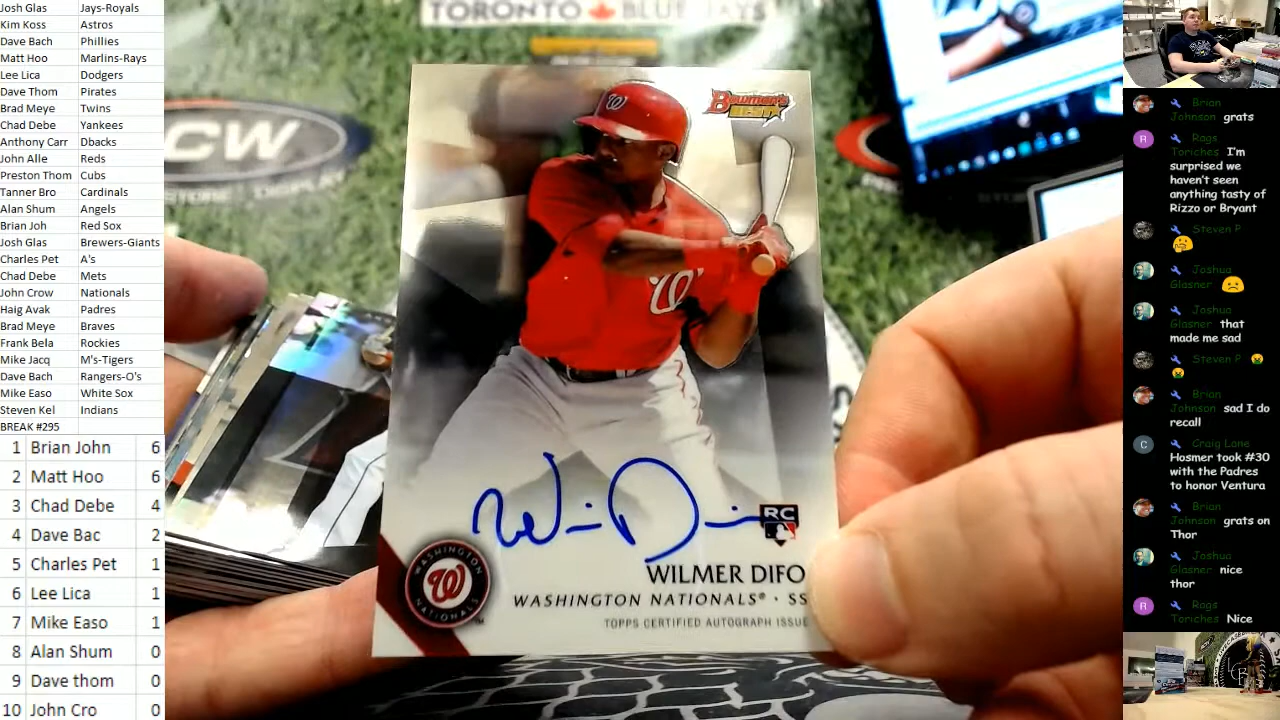 Josh Glas Jays-Royals
Kim Koss Astros
Dave Bach Phillies
Matt Hoo Marlins-Rays
Lee Lica Dodgers
Dave Thom Pirates
Brad Meye Twins
Chad Debe Yankees
Anthony Carr Dbacks
John Alle Reds
Preston Thom Cubs
Tanner Bro Cardinals
Alan Shum Angels
Brian Joh Red Sox
Josh Glas Brewers-Giants
Charles Pet A's
Chad Debe Mets
John Crow Nationals
Haig Avak Padres
Brad Meye Braves
Frank Bela Rockies
Mike Jacq M's-Tigers
Dave Bach Rangers-O's
Mike Easo White Sox
Steven Kel Indians
BREAK #295
1 Brian John 6
2 Matt Hoo 6
3 Chad Debe 4
4 Dave Bac 2
5 Charles Pet 1
6 Lee Lica 1
7 Mike Easo 1
8 Alan Shum 0
9 Dave thom 0
10 John Cro 0
TORONTO BLUE JAYS
CW
STORE DISPLAY
Bowman's
BEST
W
W
RC
WASHINGTON
W
NATIONALS
WILMER DIFO
WASHINGTON NATIONALS® · SS
TOPPS CERTIFIED AUTOGRAPH ISSUE
Brian
Johnson grats
R Rags
Toriches I'm
surprised we
haven't seen
anything tasty of
Rizzo or Bryant
Steven P
Joshua
Glasner
Joshua
Glasner that
made me sad
Steven P
Brian
Johnson sad I do
recall
C Craig Lane
Hosmer took #30
with the Padres
to honor Ventura
Brian
Johnson grats on
Thor
Joshua
Glasner nice
thor
R Rags
Toriches Nice